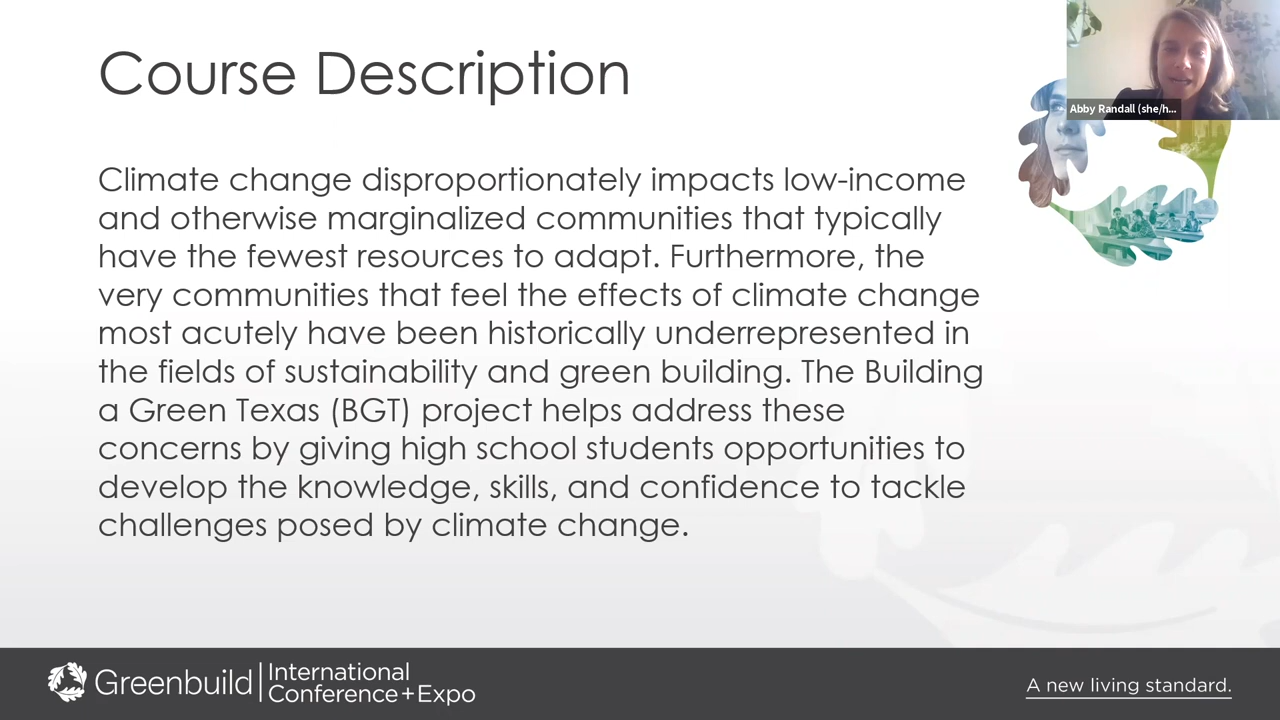 Course Description
Abby Randall (she/h...
Climate change disproportionately impacts low-income
and otherwise marginalized communities that typically
have the fewest resources to adapt. Furthermore, the
very communities that feel the effects of climate change
most acutely have been historically underrepresented in
the fields of sustainability and green building. The Building
a Green Texas (BGT) project helps address these
concerns by giving high school students opportunities to
develop the knowledge, skills, and confidence to tackle
challenges posed by climate change.
Greenbuild
International
Conference+Expo
A new living standard.